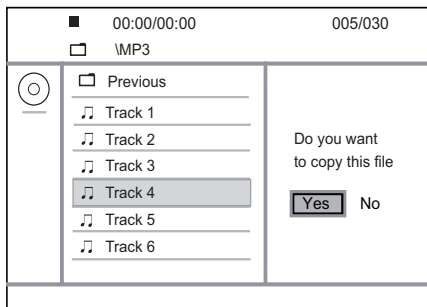 00:00/00:00 005/030
\MP3
Previous
Track 1
Track 2
Track 3
Track 4
Track 5
Track 6
Do you want
to copy this file
Yes No